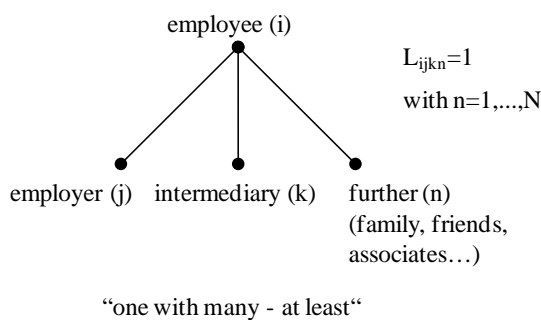 employee (i)
L_ijkn=1
with n=1,...,N
employer (j)
intermediary (k)
further (n)
(family, friends,
associates…)
“one with many - at least“